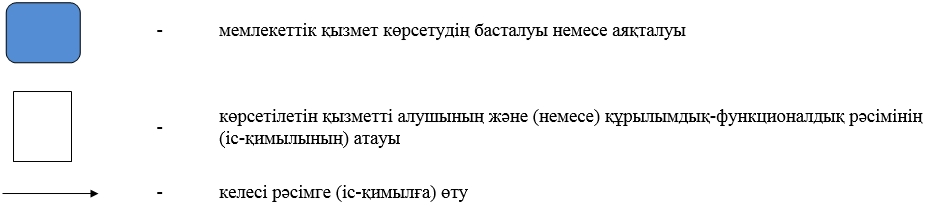 - мемлекеттік қызмет көрсетудің басталуы немесе аяқталуы
- көрсетілетін қызметті алушының және (немесе) құрылымдық-функционалдық рәсімінің
(іс-қимылының) атауы
- келесі рәсімге (іс-қимылға) өту